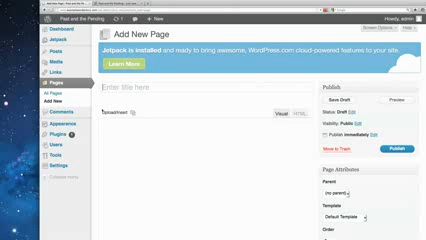 Past and the Pending
Howdy, admin
Dashboard
Jetpack
Posts
Media
Links
Pages
All Pages
Add New
Comments
Appearance
Plugins 1
Users
Tools
Settings
Collapse menu
Screen Options
Help
Add New Page
Jetpack is installed and ready to bring awesome, WordPress.com cloud-powered features to your site.
Learn More
Enter title here
Upload/Insert
Visual
HTML
Publish
Save Draft
Preview
Status: Draft Edit
Visibility: Public Edit
Publish immediately Edit
Move to Trash
Publish
Page Attributes
Parent
(no parent)
Template
Default Template
Order